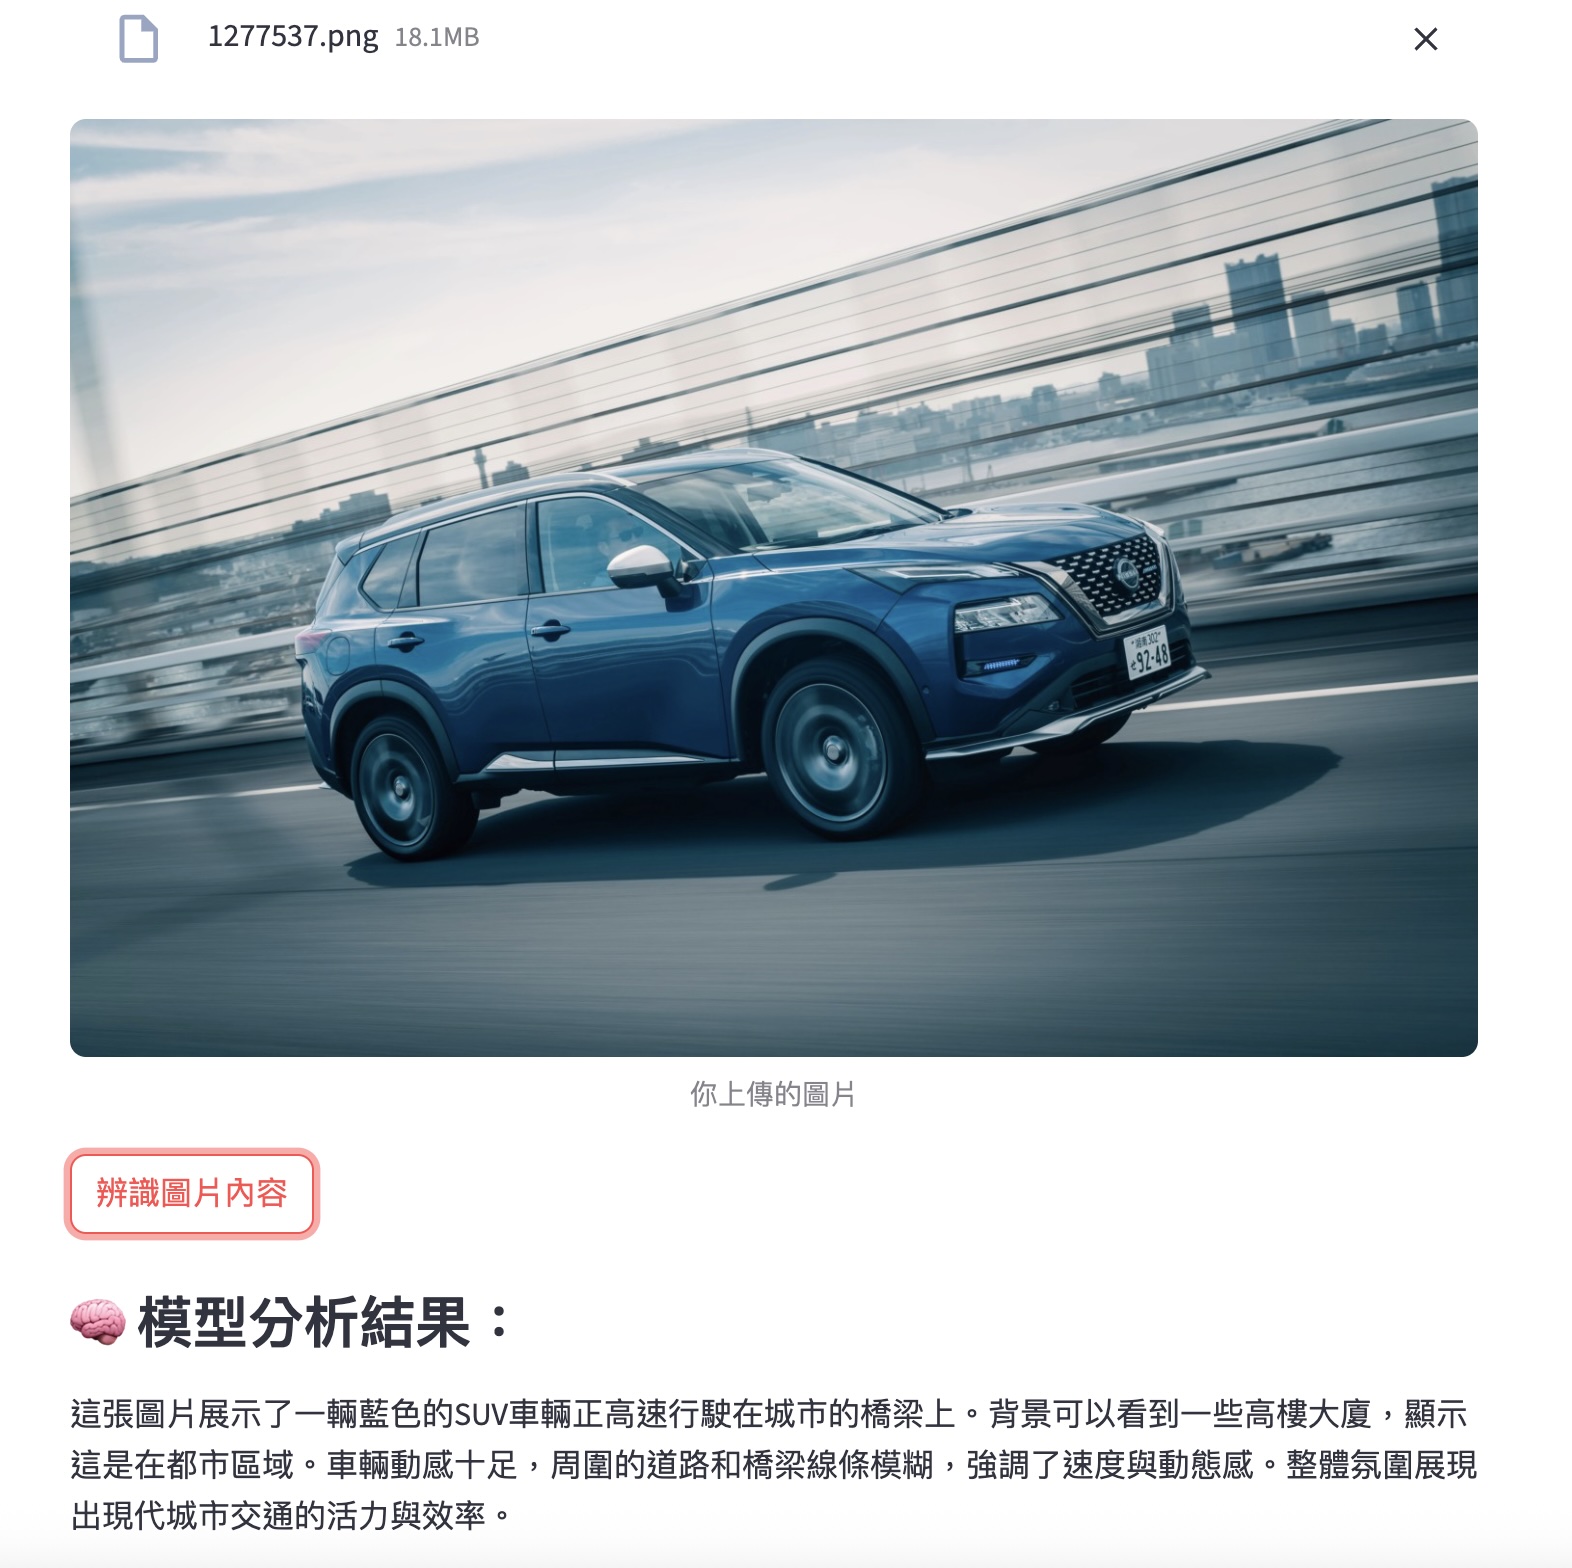 1277537.png 18.1MB
湘南 302
せ 92-48
你上傳的圖片
辨識圖片內容
🧠 模型分析結果：
這張圖片展示了一輛藍色的SUV車輛正高速行駛在城市的橋梁上。背景可以看到一些高樓大廈，顯示
這是在都市區域。車輛動感十足，周圍的道路和橋梁線條模糊，強調了速度與動態感。整體氛圍展現
出現代城市交通的活力與效率。